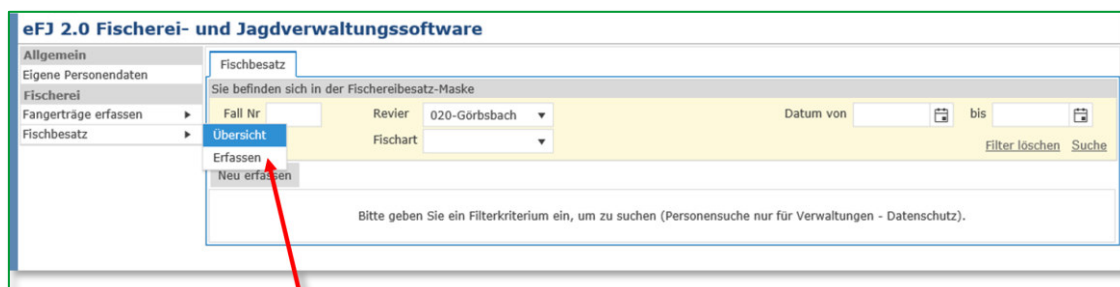 eFJ 2.0 Fischerei- und Jagdverwaltungssoftware
Allgemein
Eigene Personendaten
Fischerei
Fangerträge erfassen
Fischbesatz
Übersicht
Erfassen
Fischbesatz
Sie befinden sich in der Fischereibesatz-Maske
Fall Nr Revier 020-Görbsbach Datum von bis
Fischart
Filter löschen Suche
Neu erfassen
Bitte geben Sie ein Filterkriterium ein, um zu suchen (Personensuche nur für Verwaltungen - Datenschutz).